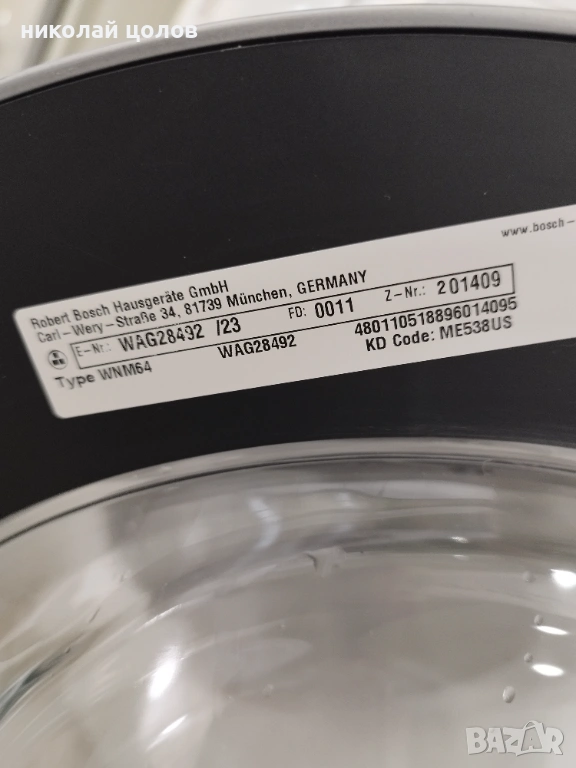 николай цолов
www.bosch-
Robert Bosch Hausgeräte GmbH
Carl-Wery-Straße 34, 81739 München, GERMANY
E-Nr.: WAG28492 /23 FD: 0011 Z-Nr.: 201409
Type WNM64 WAG28492 480110518896014095
KD Code: ME538US
BAZAR